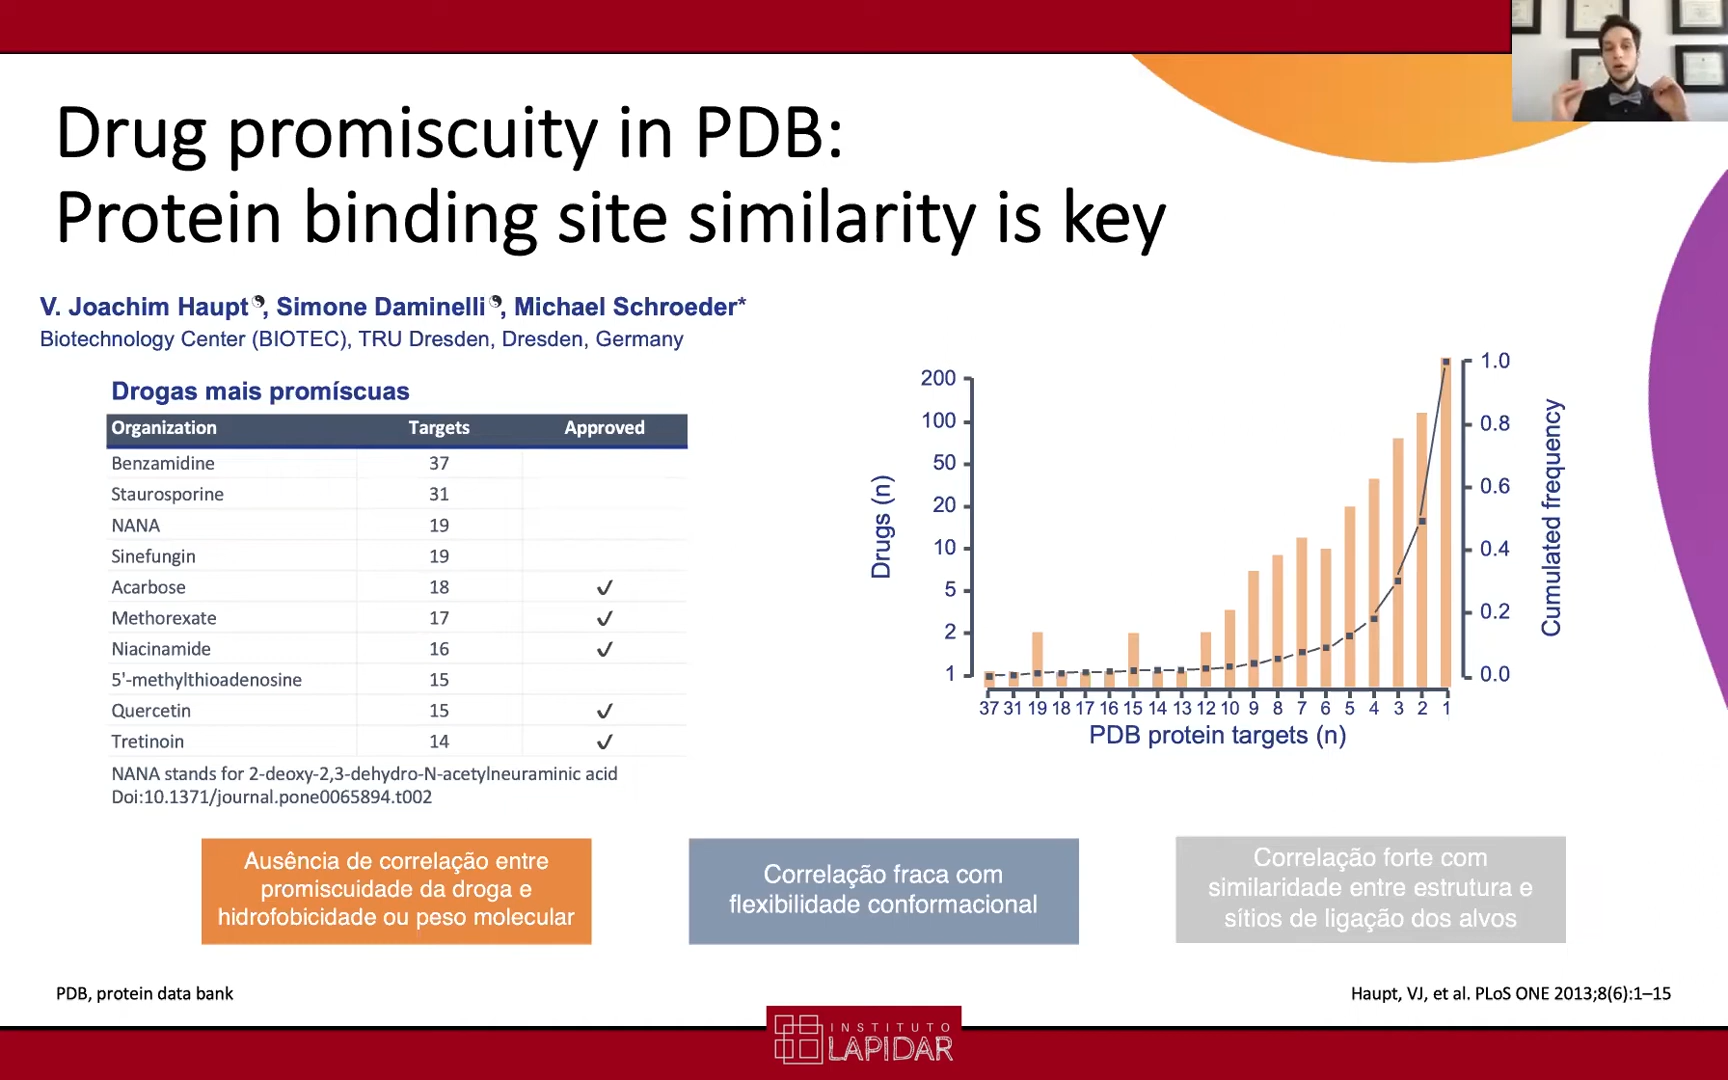 Drug promiscuity in PDB:
Protein binding site similarity is key
V. Joachim Haupt, Simone Daminelli, Michael Schroeder*
Biotechnology Center (BIOTEC), TRU Dresden, Dresden, Germany
Drogas mais promíscuas
Organization Targets Approved
Benzamidine 37
Staurosporine 31
NANA 19
Sinefungin 19
Acarbose 18 ✓
Methorexate 17 ✓
Niacinamide 16 ✓
5'-methylthioadenosine 15
Quercetin 15 ✓
Tretinoin 14 ✓
NANA stands for 2-deoxy-2,3-dehydro-N-acetylneuraminic acid
Doi:10.1371/journal.pone0065894.t002
Drugs (n)
200
100
50
20
10
5
2
1
37 31 19 18 17 16 15 14 13 12 10 9 8 7 6 5 4 3 2 1
PDB protein targets (n)
1.0
0.8
0.6
0.4
0.2
0.0
Cumulated frequency
Ausência de correlação entre
promiscuidade da droga e
hidrofobicidade ou peso molecular
Correlação fraca com
flexibilidade conformacional
Correlação forte com
similaridade entre estrutura e
sítios de ligação dos alvos
PDB, protein data bank
Haupt, VJ, et al. PLoS ONE 2013;8(6):1–15
INSTITUTO
LAPIDAR